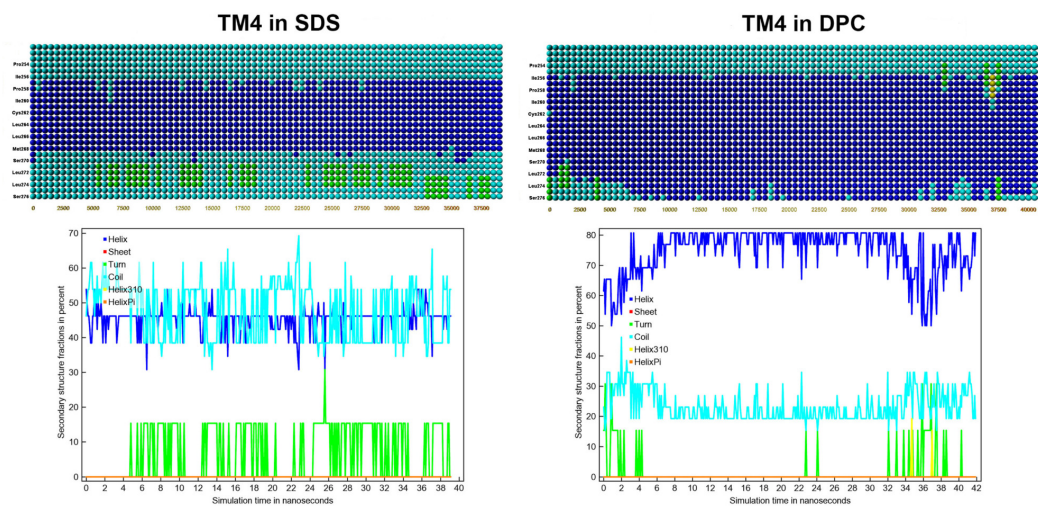 TM4 in SDS
Pro254
Ile256
Pro258
Ile260
Cys262
Leu264
Leu266
Met268
Ser270
Leu272
Leu274
Ser276
0 2500 5000 7500 10000 12500 15000 17500 20000 22500 25000 27500 30000 32500 35000 37500
Secondary structure fractions in percent
70
60
50
40
30
20
10
0
Helix
Sheet
Turn
Coil
Helix310
HelixPi
0 2 4 6 8 10 12 14 16 18 20 22 24 26 28 30 32 34 36 38 40
Simulation time in nanoseconds
TM4 in DPC
Pro254
Ile256
Pro258
Ile260
Cys262
Leu264
Leu266
Met268
Ser270
Leu272
Leu274
Ser276
0 2500 5000 7500 10000 12500 15000 17500 20000 22500 25000 27500 30000 32500 35000 37500 40000
Secondary structure fractions in percent
80
70
60
50
40
30
20
10
0
Helix
Sheet
Turn
Coil
Helix310
HelixPi
0 2 4 6 8 10 12 14 16 18 20 22 24 26 28 30 32 34 36 38 40 42
Simulation time in nanoseconds